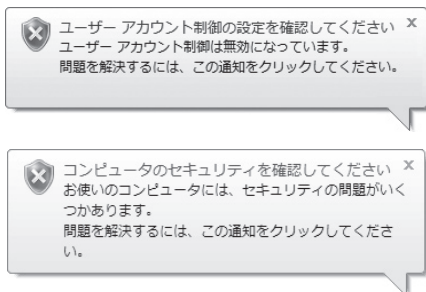 ユーザー アカウント制御の設定を確認してください x
ユーザー アカウント制御は無効になっています。
問題を解決するには、この通知をクリックしてください。
コンピュータのセキュリティを確認してください x
お使いのコンピュータには、セキュリティの問題がいく
つかあります。
問題を解決するには、この通知をクリックしてくださ
い。